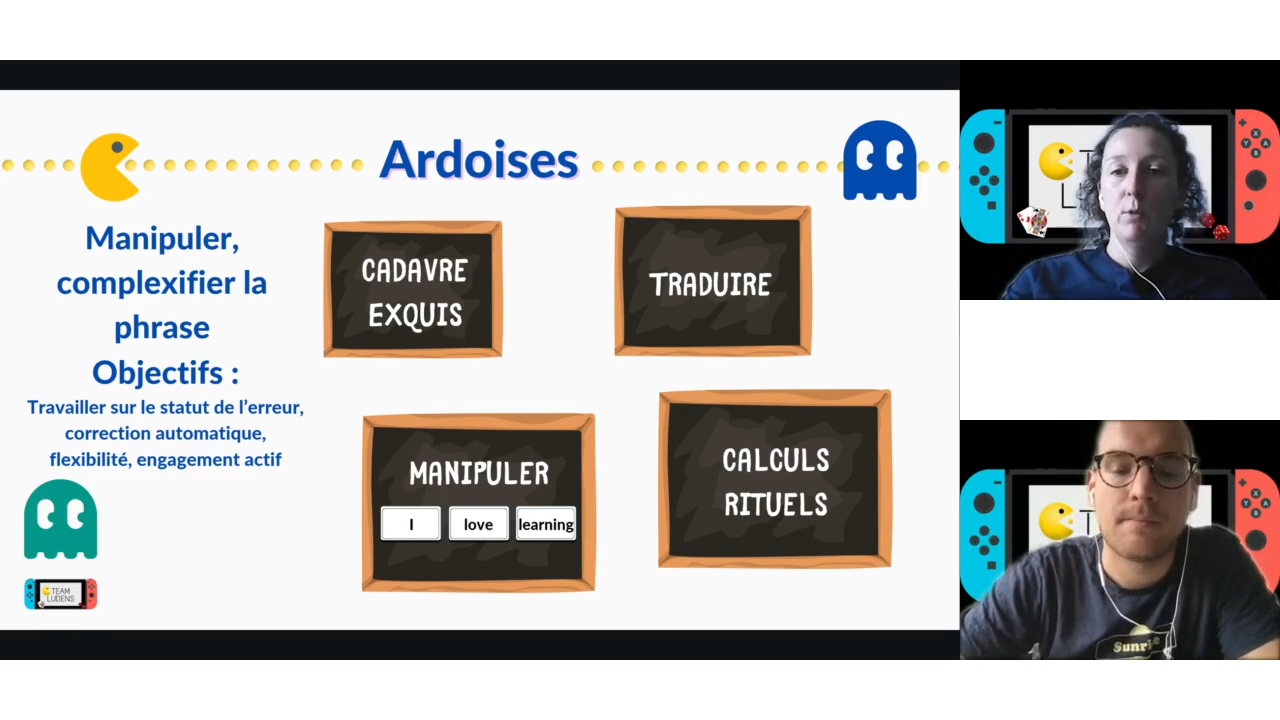 Ardoises
Manipuler,
complexifier la
phrase
Objectifs :
Travailler sur le statut de l’erreur,
correction automatique,
flexibilité, engagement actif
CADAVRE
EXQUIS
TRADUIRE
MANIPULER
I love learning
CALCULS
RITUELS
TEAM
LUDENS
T
L
X
Y A
B
T
X
Y A
B